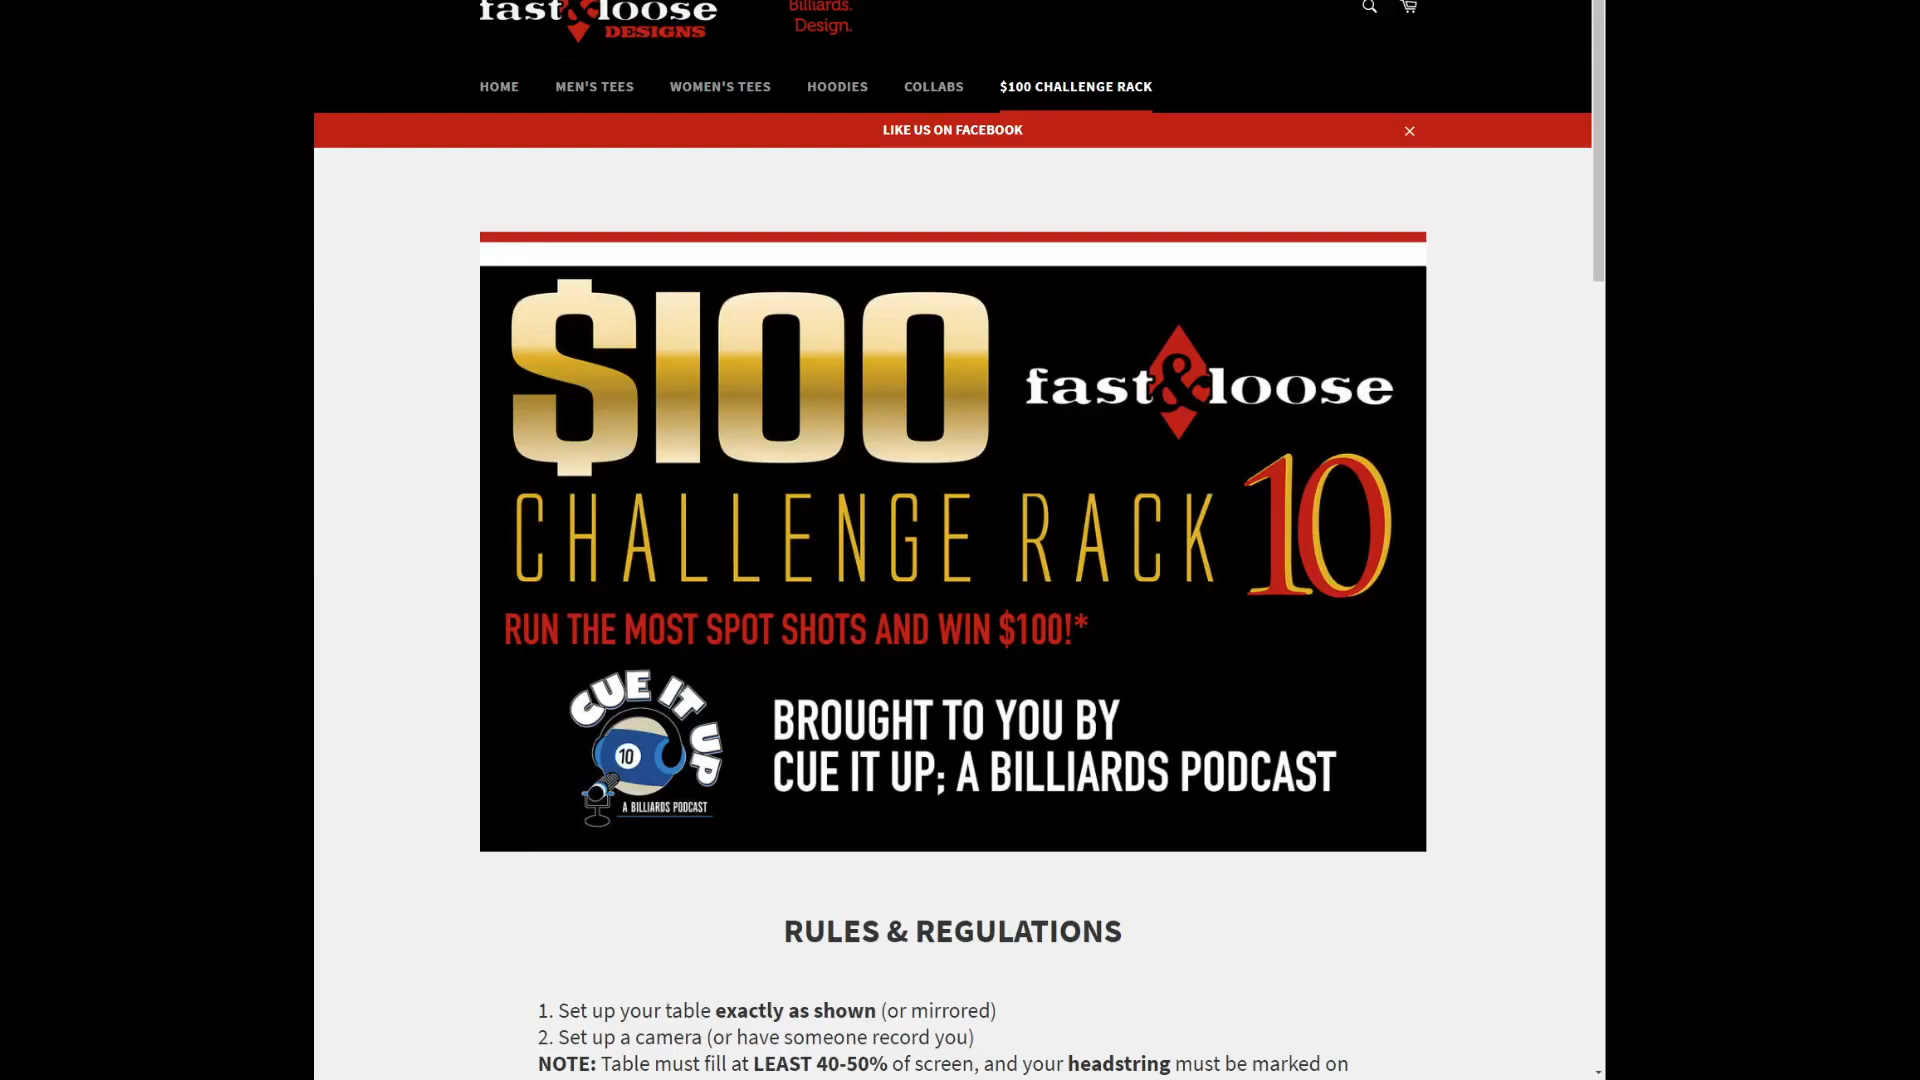 fast&loose
DESIGNS
Billiards.
Design.
HOME MEN'S TEES WOMEN'S TEES HOODIES COLLABS $100 CHALLENGE RACK
LIKE US ON FACEBOOK
$100
fast&loose
CHALLENGE RACK 10
RUN THE MOST SPOT SHOTS AND WIN $100!*
CUE IT UP
10
A BILLIARDS PODCAST
BROUGHT TO YOU BY
CUE IT UP; A BILLIARDS PODCAST
RULES & REGULATIONS
1. Set up your table exactly as shown (or mirrored)
2. Set up a camera (or have someone record you)
NOTE: Table must fill at LEAST 40-50% of screen, and your headstring must be marked on